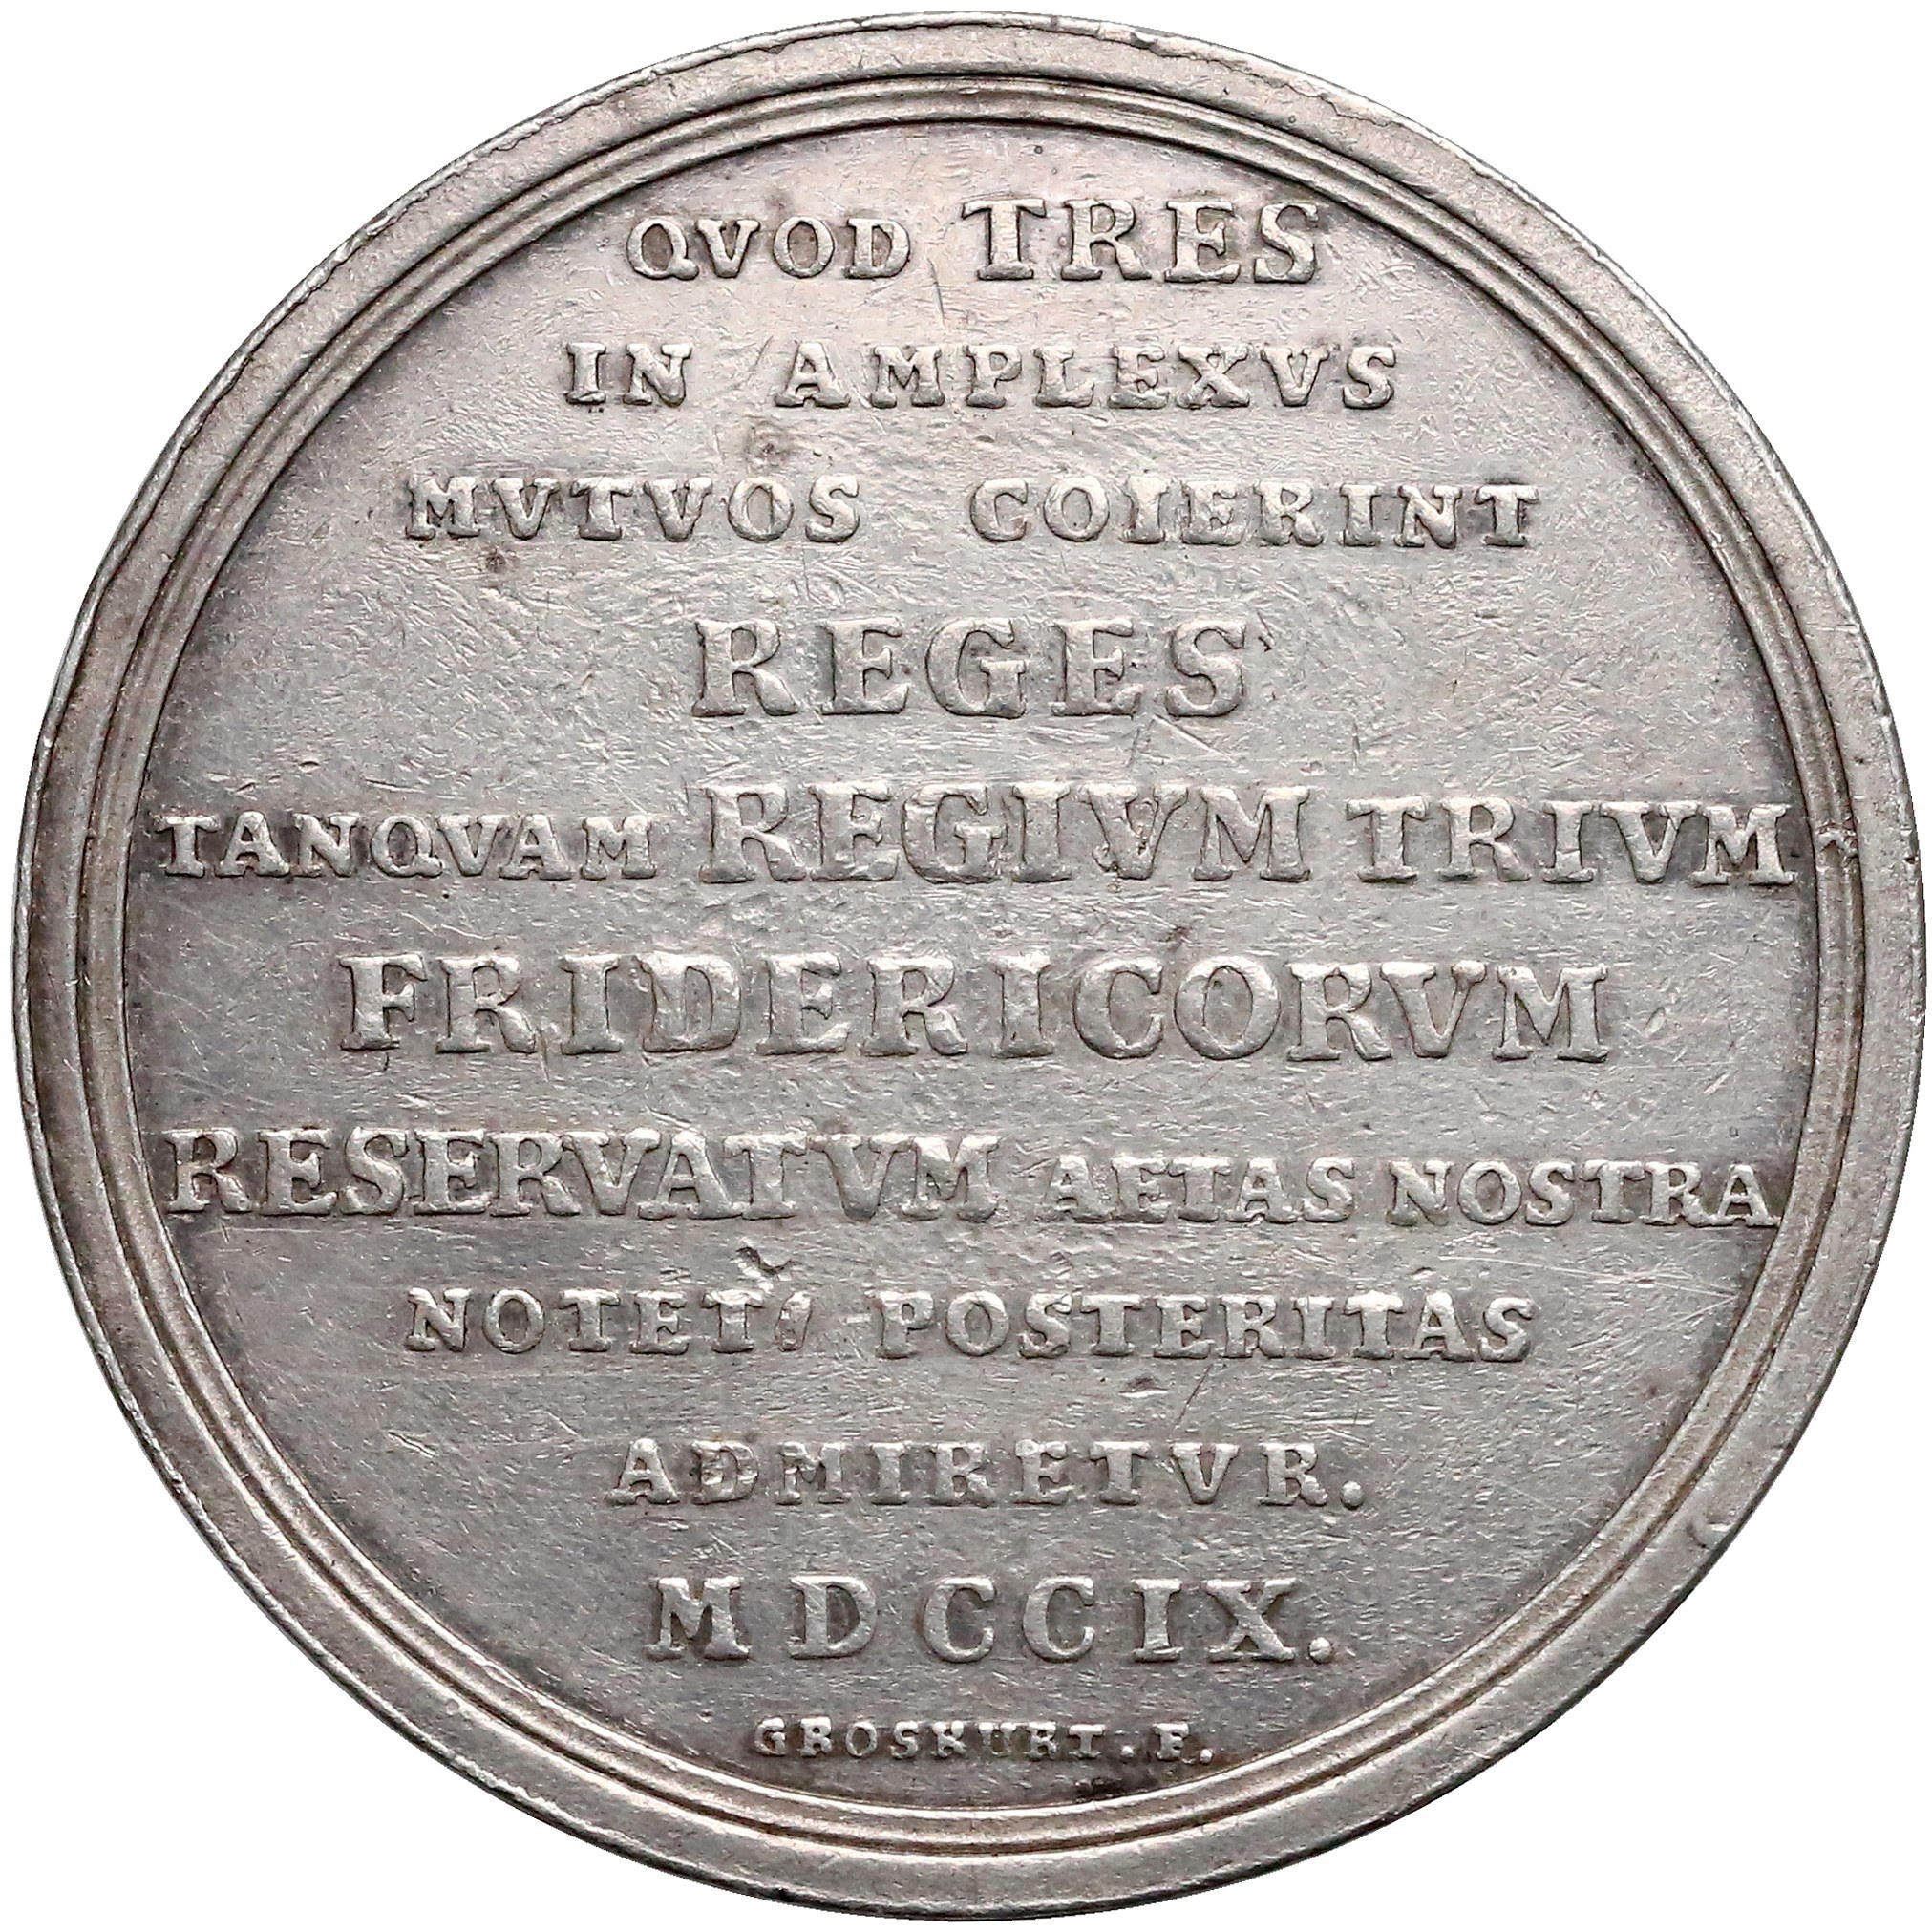 QVOD TRES
IN AMPLEXVS
MVTVOS COIERINT
REGES
TANQVAM REGIVM TRIVM
FRIDERICORVM
RESERVATVM AETAS NOSTRA
NOTET, POSTERITAS
ADMIRETVR.
MDCCIX.
GROSKURT. F.